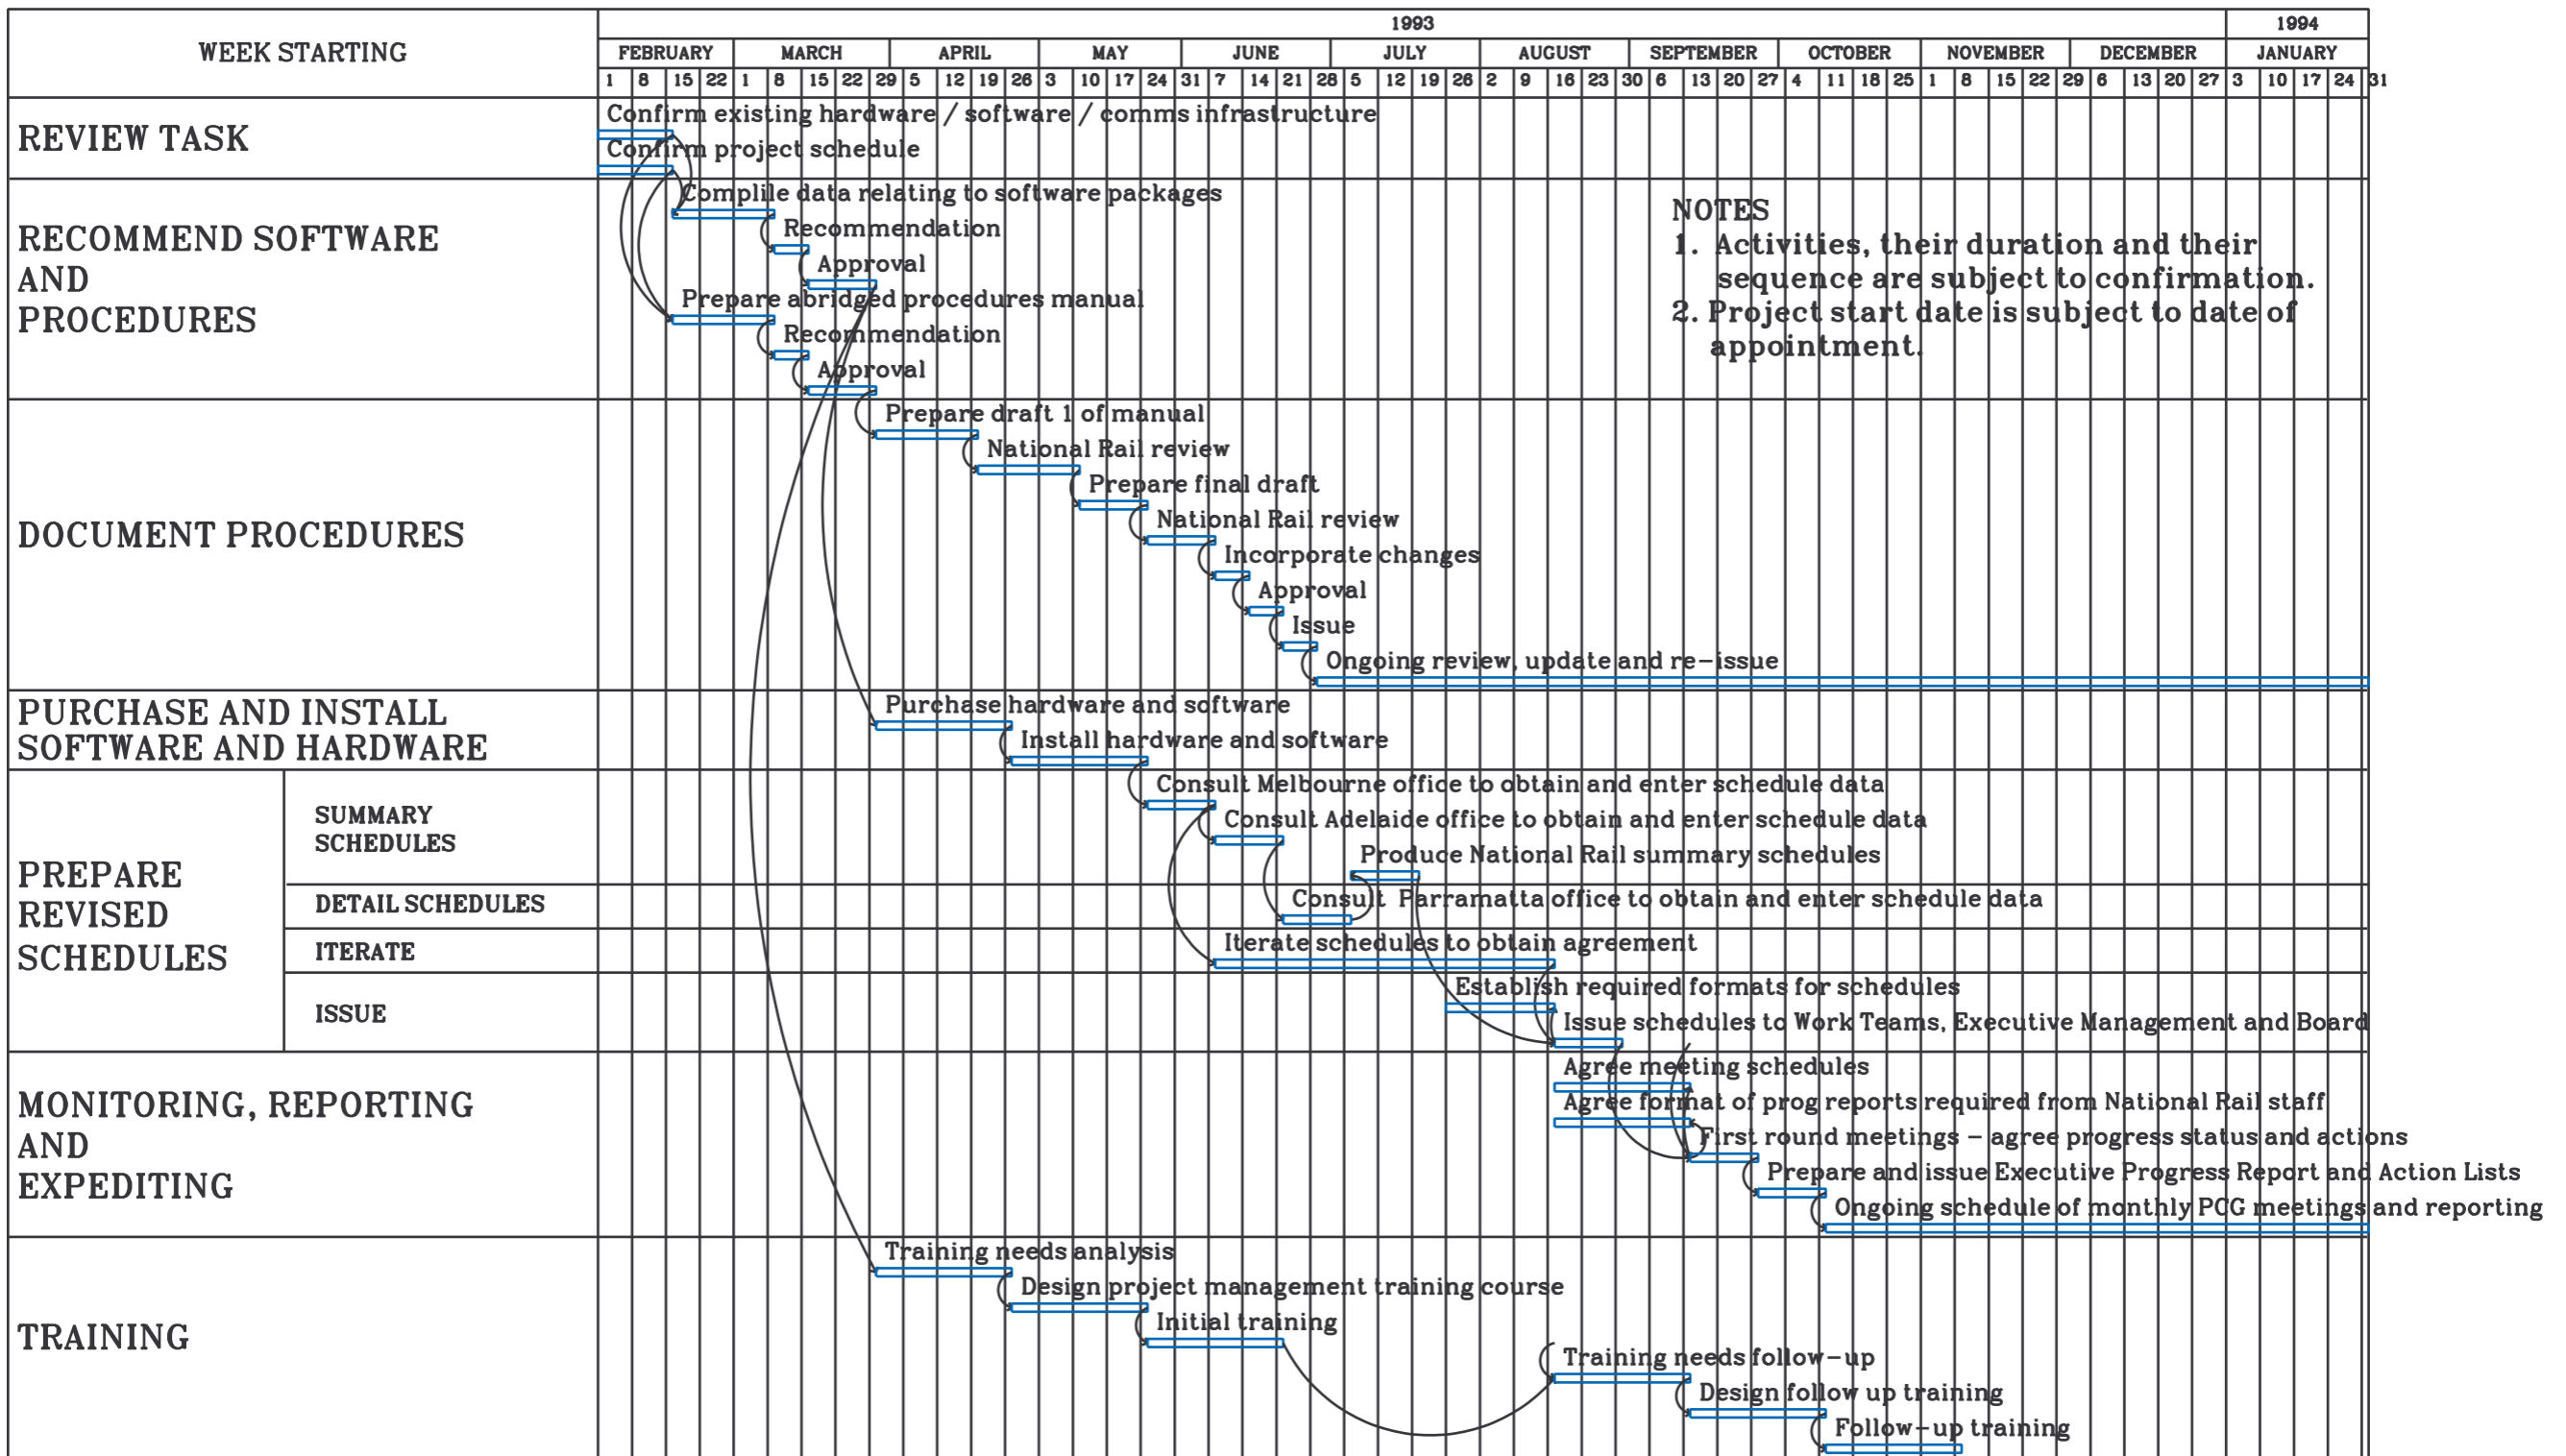 WEEK STARTING
1993
1994
FEBRUARY MARCH APRIL MAY JUNE JULY AUGUST SEPTEMBER OCTOBER NOVEMBER DECEMBER JANUARY
1 8 15 22 1 8 15 22 29 5 12 19 26 3 10 17 24 31 7 14 21 28 5 12 19 26 2 9 16 23 30 6 13 20 27 4 11 18 25 1 8 15 22 29 6 13 20 27 3 10 17 24 31
REVIEW TASK
Confirm existing hardware / software / comms infrastructure
Confirm project schedule
RECOMMEND SOFTWARE
AND
PROCEDURES
Complile data relating to software packages
Recommendation
Approval
Prepare abridged procedures manual
Recommendation
Approval
NOTES
1. Activities, their duration and their
sequence are subject to confirmation.
2. Project start date is subject to date of
appointment.
DOCUMENT PROCEDURES
Prepare draft 1 of manual
National Rail review
Prepare final draft
National Rail review
Incorporate changes
Approval
Issue
Ongoing review, update and re-issue
PURCHASE AND INSTALL
SOFTWARE AND HARDWARE
Purchase hardware and software
Install hardware and software
PREPARE
REVISED
SCHEDULES
SUMMARY
SCHEDULES
Consult Melbourne office to obtain and enter schedule data
Consult Adelaide office to obtain and enter schedule data
Produce National Rail summary schedules
DETAIL SCHEDULES
Consult Parramatta office to obtain and enter schedule data
ITERATE
Iterate schedules to obtain agreement
ISSUE
Establish required formats for schedules
Issue schedules to Work Teams, Executive Management and Board
MONITORING, REPORTING
AND
EXPEDITING
Agree meeting schedules
Agree format of prog reports required from National Rail staff
First round meetings - agree progress status and actions
Prepare and issue Executive Progress Report and Action Lists
Ongoing schedule of monthly PCG meetings and reporting
TRAINING
Training needs analysis
Design project management training course
Initial training
Training needs follow-up
Design follow up training
Follow-up training